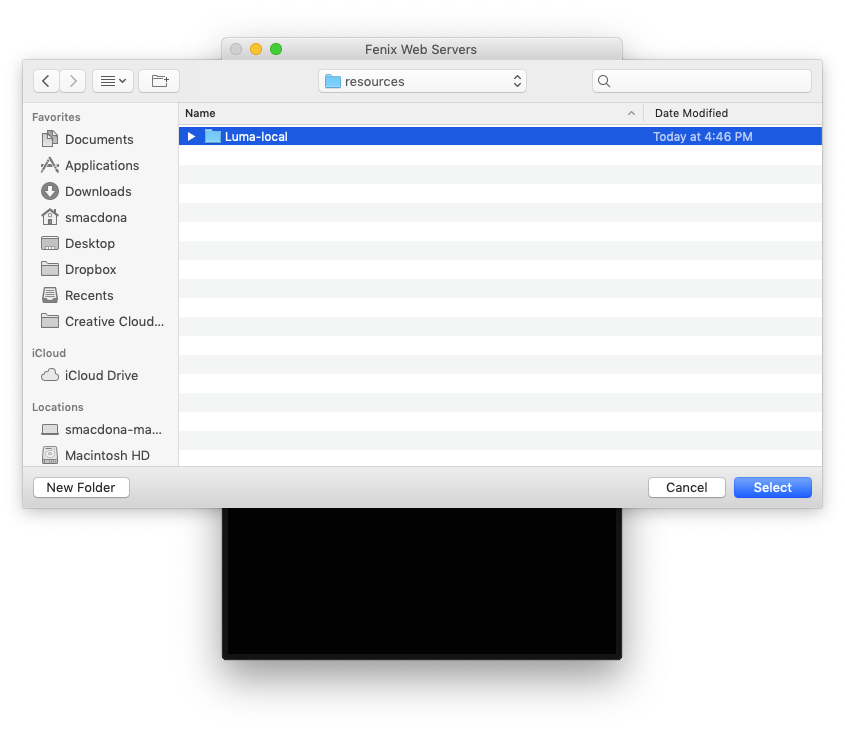 Fenix Web Servers
resources
Name
Date Modified
Favorites
Luma-local
Today at 4:46 PM
Documents
Applications
Downloads
smacdona
Desktop
Dropbox
Recents
Creative Cloud...
iCloud
iCloud Drive
Locations
smacdona-ma...
Macintosh HD
New Folder
Cancel
Select